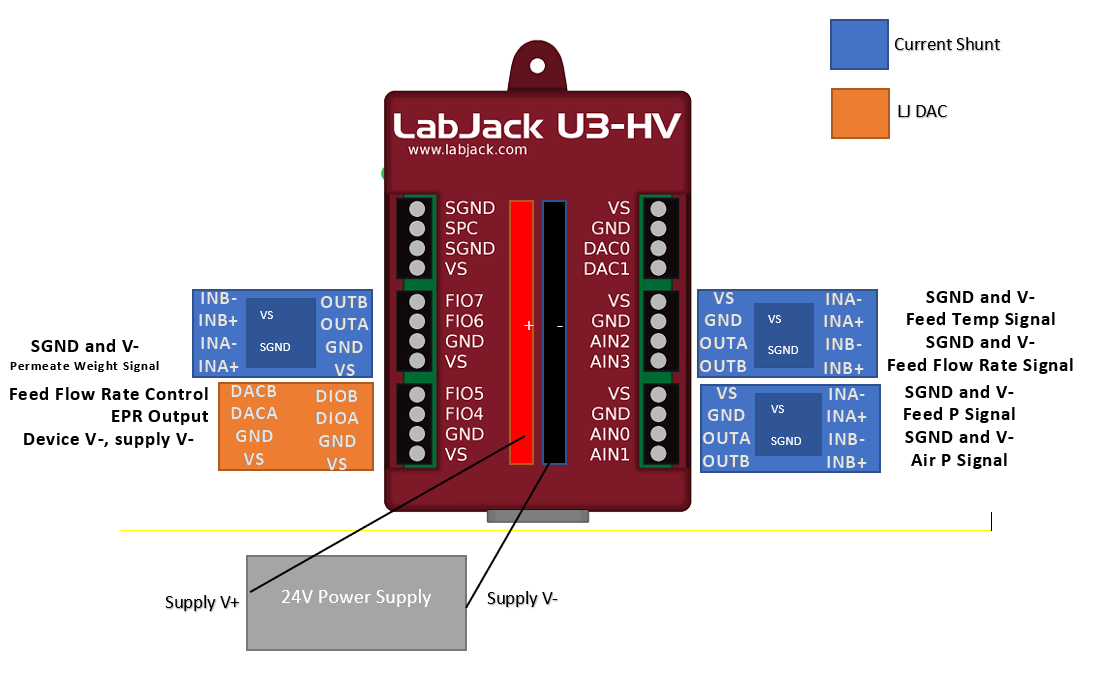 Current Shunt
LJ DAC
LabJack U3-HV
www.labjack.com
SGND
SPC
SGND
VS
FIO7
FIO6
GND
VS
FIO5
FIO4
GND
VS
+
-
VS
GND
DAC0
DAC1
VS
GND
AIN2
AIN3
VS
GND
AIN0
AIN1
INB-
INB+
INA-
INA+
VS
SGND
OUTB
OUTA
GND
VS
SGND and V-
Permeate Weight Signal
Feed Flow Rate Control
EPR Output
Device V-, supply V-
DACB
DACA
GND
VS
DIOB
DIOA
GND
VS
VS
GND
OUTA
OUTB
VS
SGND
INA-
INA+
INB-
INB+
SGND and V-
Feed Temp Signal
SGND and V-
Feed Flow Rate Signal
VS
GND
OUTA
OUTB
VS
SGND
INA-
INA+
INB-
INB+
SGND and V-
Feed P Signal
SGND and V-
Air P Signal
Supply V+
24V Power Supply
Supply V-